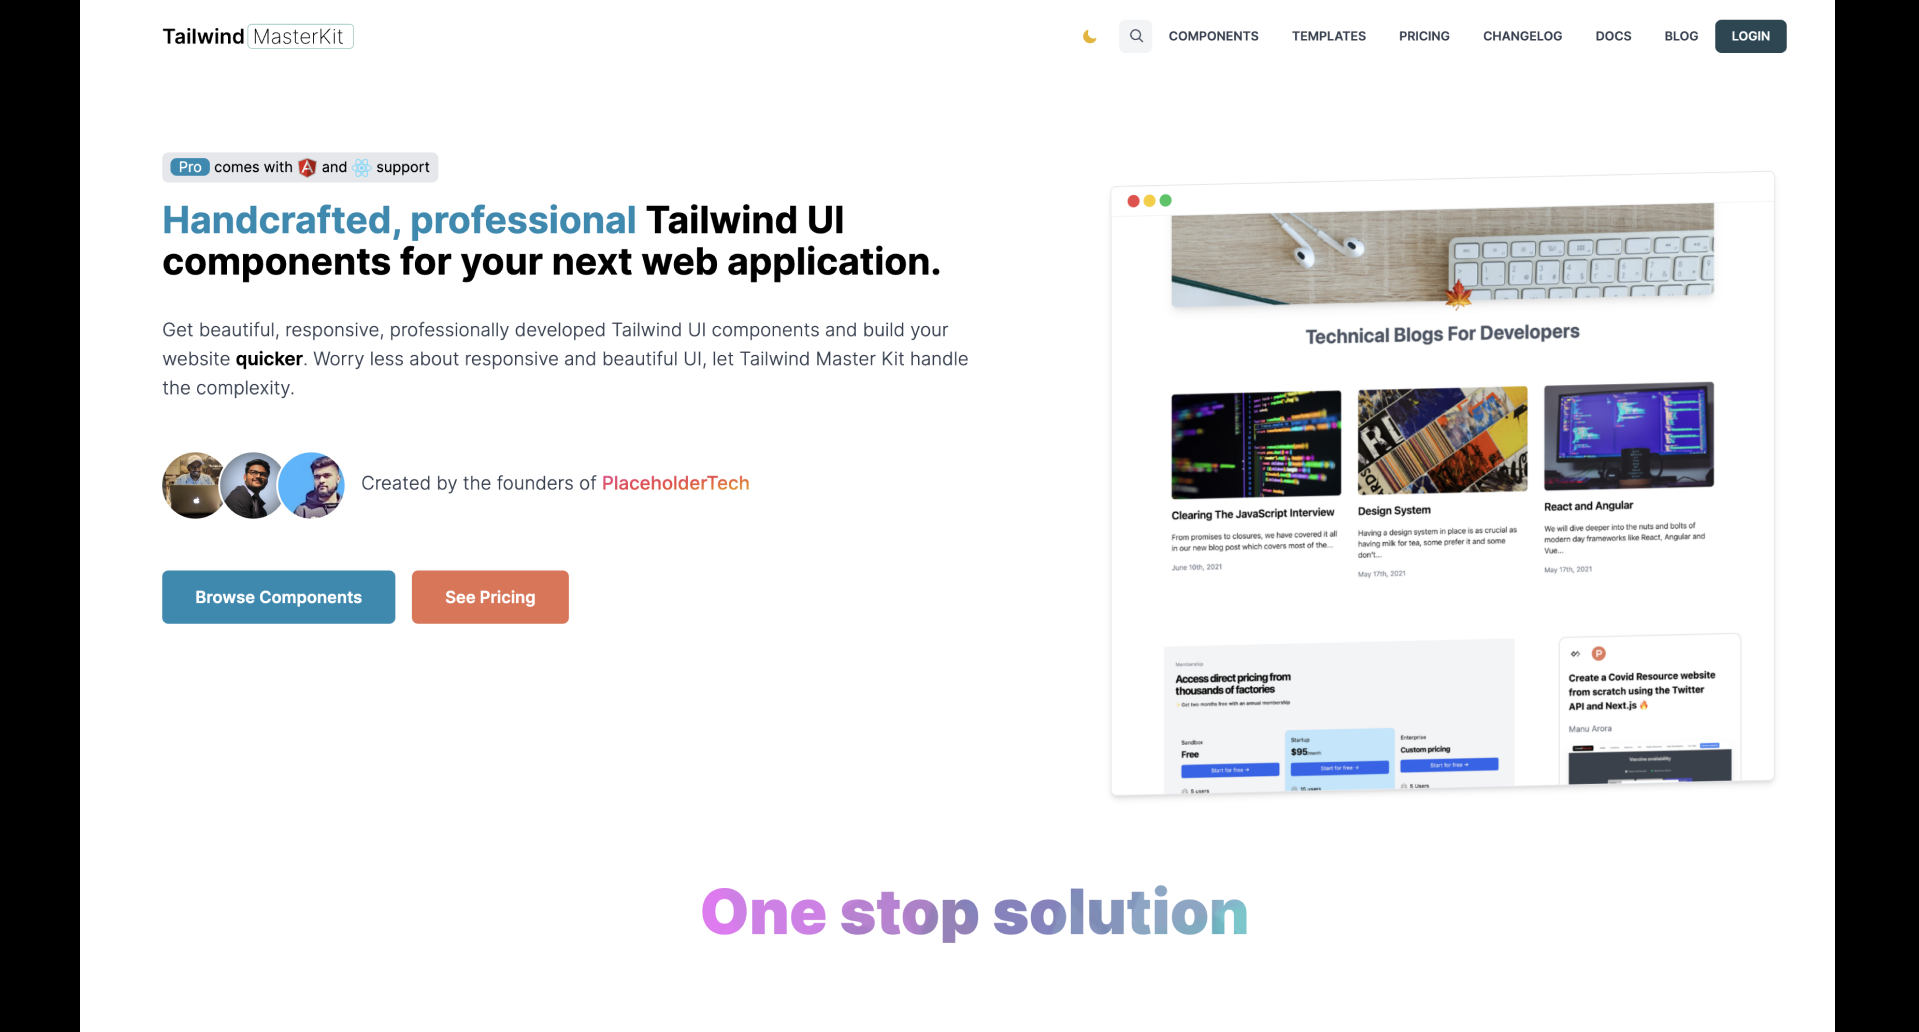 Tailwind MasterKit
COMPONENTS TEMPLATES PRICING CHANGELOG DOCS BLOG LOGIN
Pro comes with and support
Handcrafted, professional Tailwind UI
components for your next web application.
Get beautiful, responsive, professionally developed Tailwind UI components and build your
website quicker. Worry less about responsive and beautiful UI, let Tailwind Master Kit handle
the complexity.
Created by the founders of PlaceholderTech
Browse Components See Pricing
Technical Blogs For Developers
Clearing The JavaScript Interview
From promises to closures, we have covered it all
in our new blog post which covers most of the...
June 10th, 2021
Design System
Having a design system in place is as crucial as
having milk for tea, some prefer it and some
don't...
May 17th, 2021
React and Angular
We will dive deeper into the nuts and bolts of
modern day frameworks like React, Angular and
Vue...
May 17th, 2021
Membership
Access direct pricing from
thousands of factories
Get two months free with an annual membership
Sandbox
Free
Start for free →
5 users
Startup
$95/month
Start for free →
15 users
Enterprise
Custom pricing
Start for free →
5 Users
P
Create a Covid Resource website
from scratch using the Twitter
API and Next.js
Manu Arora
Vaccine availability
One stop solution